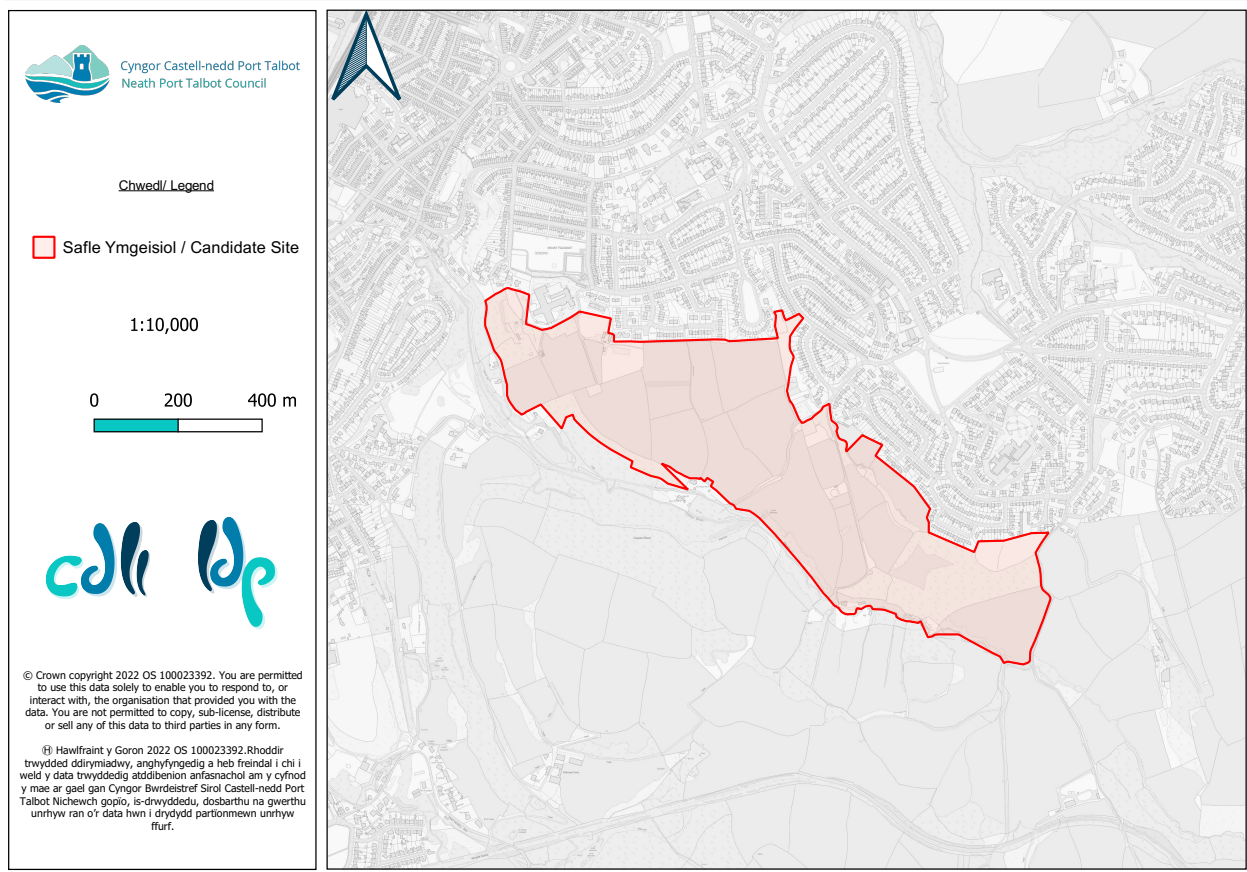 Cyngor Castell-nedd Port Talbot
Neath Port Talbot Council
Chwedl/ Legend
Safle Ymgeisiol / Candidate Site
1:10,000
0 200 400 m
cdll ldp
© Crown copyright 2022 OS 100023392. You are permitted
to use this data solely to enable you to respond to, or
interact with, the organisation that provided you with the
data. You are not permitted to copy, sub-license, distribute
or sell any of this data to third parties in any form.
Ⓗ Hawlfraint y Goron 2022 OS 100023392.Rhoddir
trwydded ddirymiadwy, anghyfyngedig a heb freindal i chi i
weld y data trwyddedig atddibenion anfasnachol am y cyfnod
y mae ar gael gan Cyngor Bwrdeistref Sirol Castell-nedd Port
Talbot Nichewch gopïo, is-drwyddedu, dosbarthu na gwerthu
unrhyw ran o'r data hwn i drydydd partïonmewn unrhyw
ffurf.